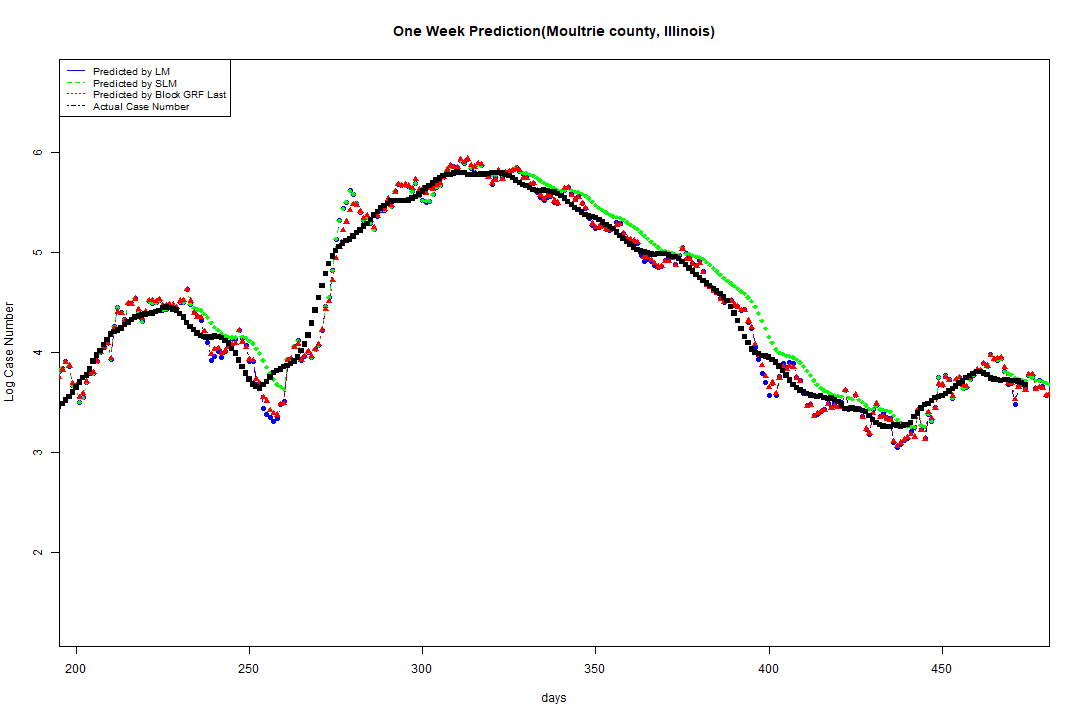 One Week Prediction(Moultrie county, Illinois)
Predicted by LM
Predicted by SLM
Predicted by Block GRF Last
Actual Case Number
6
5
4
3
2
Log Case Number
200 250 300 350 400 450
days